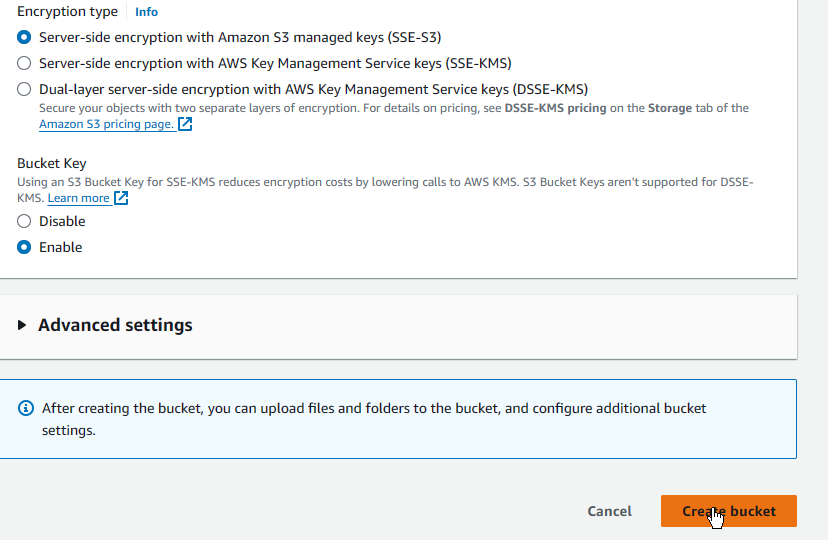 Encryption type Info
Server-side encryption with Amazon S3 managed keys (SSE-S3)
Server-side encryption with AWS Key Management Service keys (SSE-KMS)
Dual-layer server-side encryption with AWS Key Management Service keys (DSSE-KMS)
Secure your objects with two separate layers of encryption. For details on pricing, see DSSE-KMS pricing on the Storage tab of the
Amazon S3 pricing page.
Bucket Key
Using an S3 Bucket Key for SSE-KMS reduces encryption costs by lowering calls to AWS KMS. S3 Bucket Keys aren't supported for DSSE-
KMS. Learn more
Disable
Enable
Advanced settings
After creating the bucket, you can upload files and folders to the bucket, and configure additional bucket
settings.
Cancel Create bucket